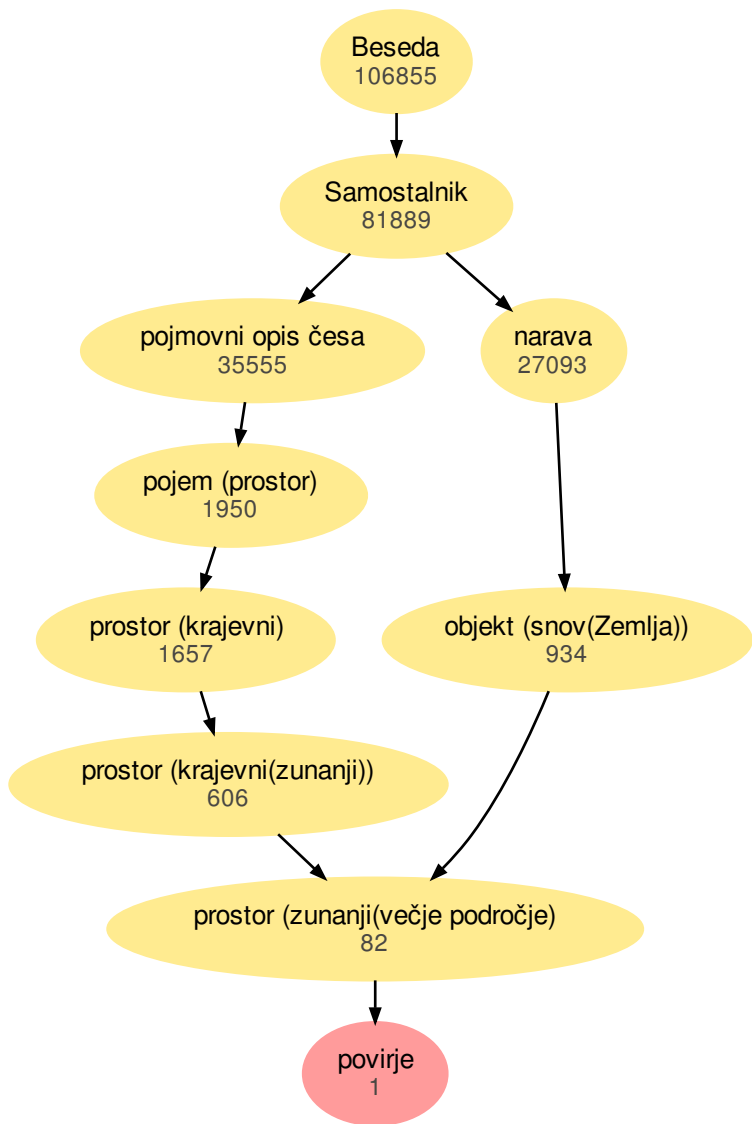 Beseda
106855
Samostalnik
81889
pojmovni opis česa
35555
narava
27093
pojem (prostor)
1950
prostor (krajevni)
1657
objekt (snov(Zemlja))
934
prostor (krajevni(zunanji))
606
prostor (zunanji(večje področje)
82
povirje
1